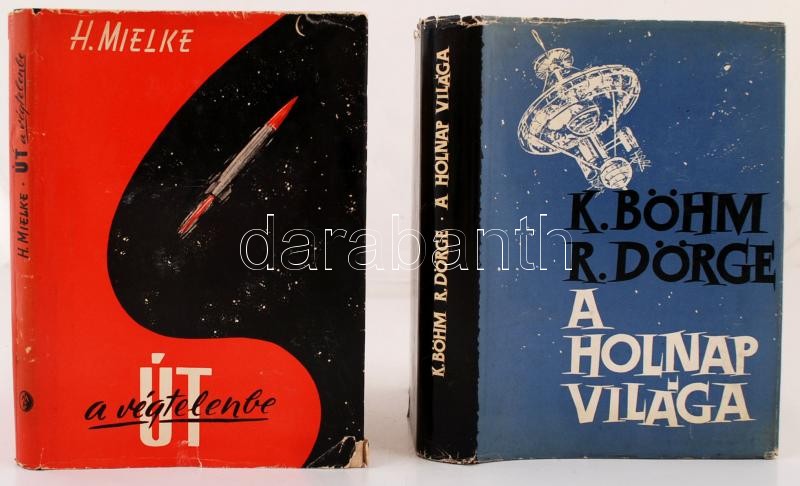 H. MIELKE
ÚT
a végtelenbe
H. MIELKE · ÚT a végtelenbe
K. BÖHM R. DÖRGE · A HOLNAP VILÁGA
K. BÖHM
R. DÖRGE
A
HOLNAP
VILÁGA
darabanth